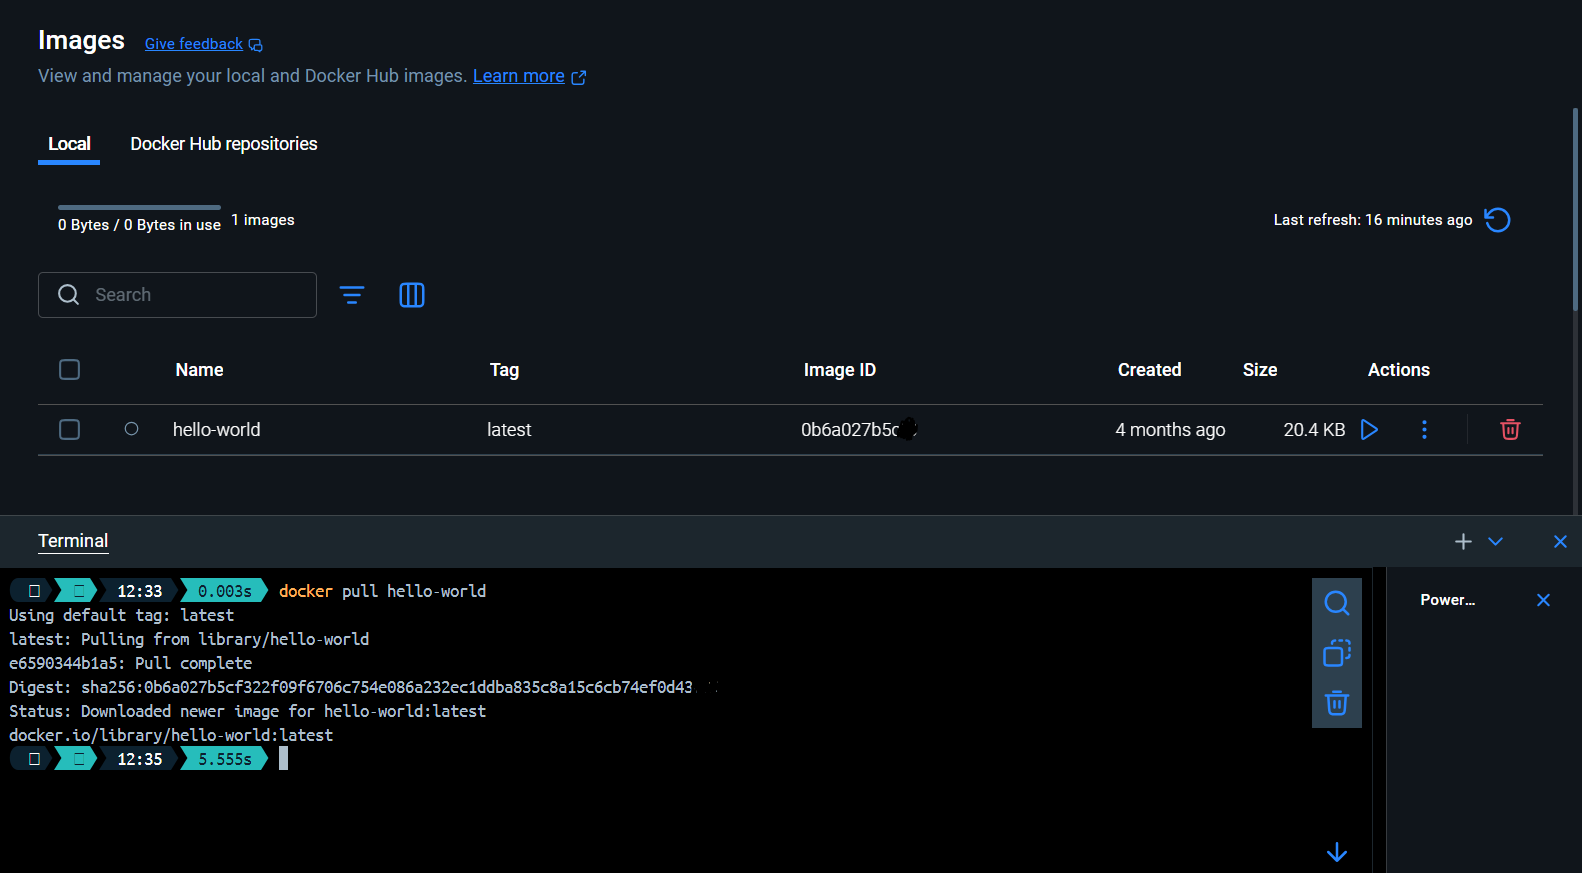 Images Give feedback
View and manage your local and Docker Hub images. Learn more
Local Docker Hub repositories
0 Bytes / 0 Bytes in use 1 images Last refresh: 16 minutes ago
Search
Name Tag Image ID Created Size Actions
hello-world latest 0b6a027b5c 4 months ago 20.4 KB
Terminal
12:33 0.003s docker pull hello-world
Using default tag: latest
latest: Pulling from library/hello-world
e6590344b1a5: Pull complete
Digest: sha256:0b6a027b5cf322f09f6706c754e086a232ec1ddba835c8a15c6cb74ef0d43
Status: Downloaded newer image for hello-world:latest
docker.io/library/hello-world:latest
12:35 5.555s
Power...